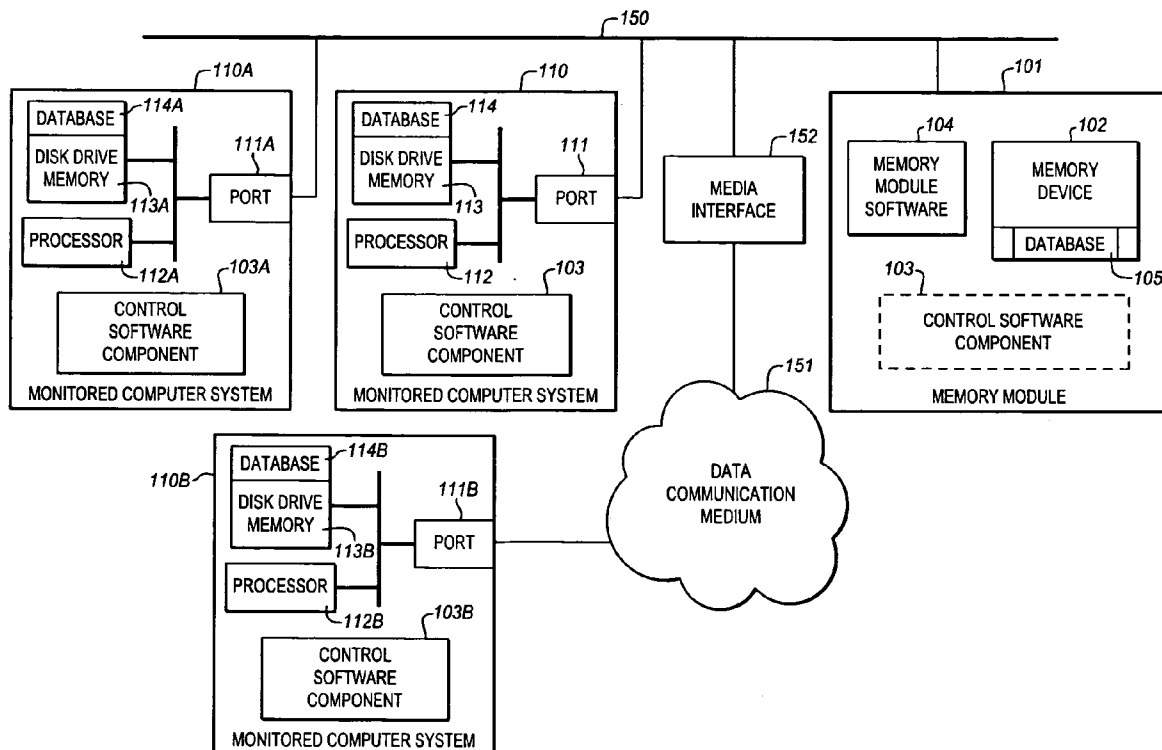 150
110A
DATABASE
114A
DISK DRIVE
MEMORY
113A
111A
PORT
PROCESSOR
112A
103A
CONTROL
SOFTWARE
COMPONENT
MONITORED COMPUTER SYSTEM
110
DATABASE
114
DISK DRIVE
MEMORY
113
111
PORT
PROCESSOR
112
103
CONTROL
SOFTWARE
COMPONENT
MONITORED COMPUTER SYSTEM
152
MEDIA
INTERFACE
101
104
MEMORY
MODULE
SOFTWARE
102
MEMORY
DEVICE
DATABASE
105
103
CONTROL SOFTWARE
COMPONENT
MEMORY MODULE
151
DATA
COMMUNICATION
MEDIUM
110B
DATABASE
114B
DISK DRIVE
MEMORY
113B
111B
PORT
PROCESSOR
112B
103B
CONTROL
SOFTWARE
COMPONENT
MONITORED COMPUTER SYSTEM